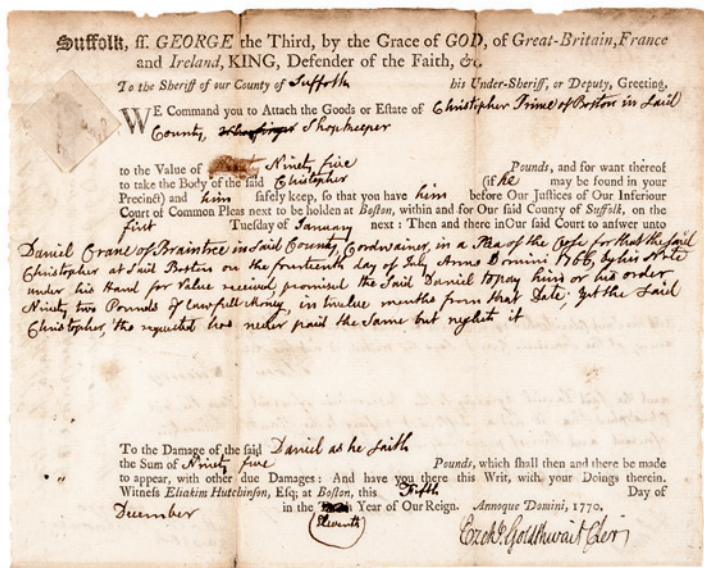 Suffolk, ſſ. GEORGE the Third, by the Grace of GOD, of Great-Britain, France
and Ireland, KING, Defender of the Faith, &c.
To the Sheriff of our County of Suffolk his Under-Sheriff, or Deputy, Greeting.
WE Command you to Attach the Goods or Eſtate of Christopher Prince of Boston in Said
County, Shopkeeper
to the Value of Ninety five Pounds, and for want thereof
to take the Body of the ſaid Christopher (if he may be found in your
Precinct) and him ſafely keep, ſo that you have him before Our Juſtices of Our Inferiour
Court of Common Pleas next to be holden at Boſton, within and for Our ſaid County of Suffolk, on the
first Tueſday of January next : Then and there in Our ſaid Court to anſwer unto
Daniel Crane of Braintree in Said County, Cordwainer, in a Plea of the Case for that the Said
Christopher at Said Boston on the fourteenth day of July Anno Domini 1766, by his Note
under his Hand for Value received promised the Said Daniel to pay him or his order
Ninety two Pounds of lawfull Money, in twelve months from that Date; yet the Said
Christopher, tho requested has never paid the Same but neglects it
To the Damage of the ſaid Daniel as he Saith
the Sum of Ninety five Pounds, which ſhall then and there be made
to appear, with other due Damages : And have you there this Writ, with your Doings therein.
Witneſs Eliakim Hutchinſon, Eſq; at Boſton, this Fifth Day of
December in the Year of Our Reign. Annoque Domini, 1770.
(Eleventh)
Ezek. Goldthwait Cler